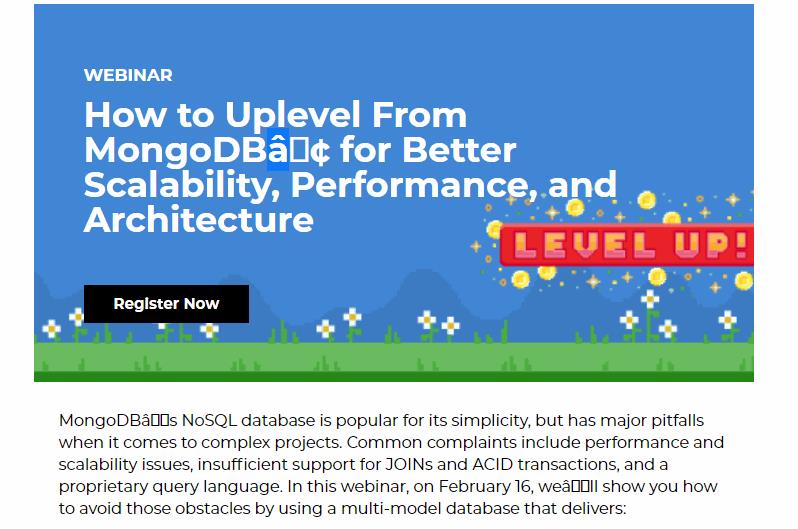 WEBINAR
How to Uplevel From
MongoDBâ▯¢ for Better
Scalability, Performance, and
Architecture
LEVEL UP!
Register Now
MongoDBâ▯▯s NoSQL database is popular for its simplicity, but has major pitfalls
when it comes to complex projects. Common complaints include performance and
scalability issues, insufficient support for JOINs and ACID transactions, and a
proprietary query language. In this webinar, on February 16, weâ▯▯ll show you how
to avoid those obstacles by using a multi-model database that delivers: